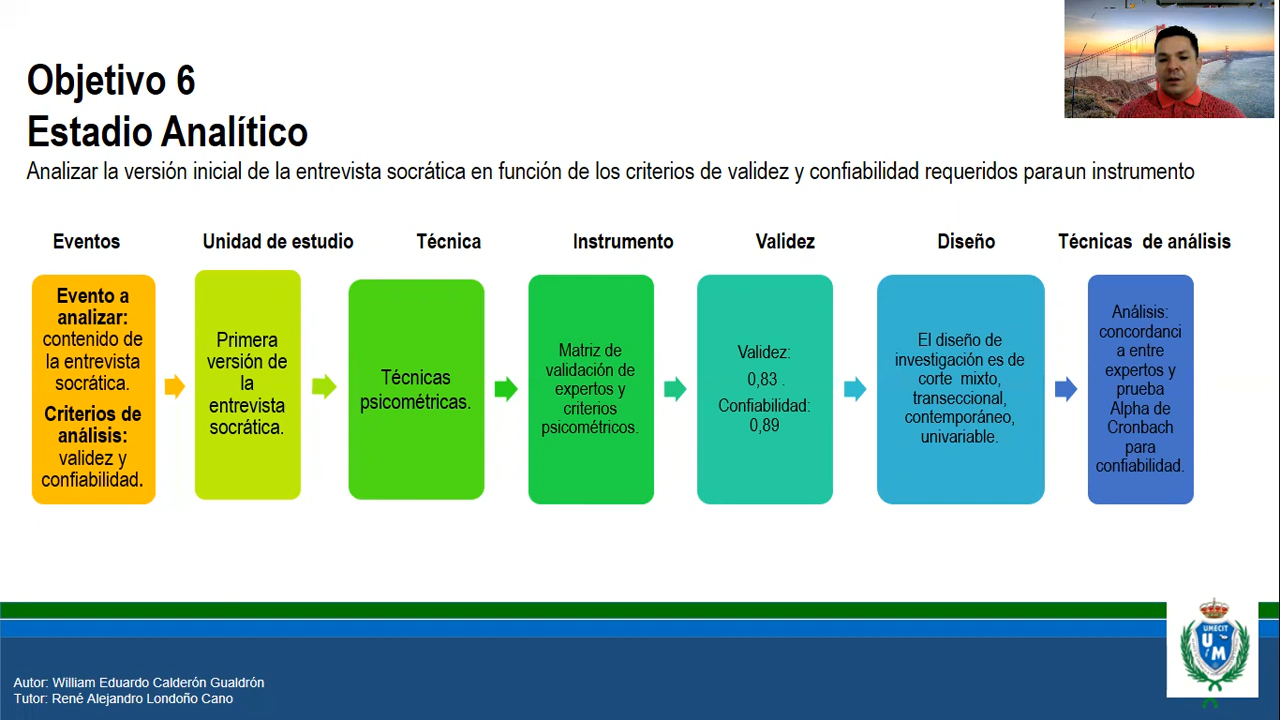 Objetivo 6
Estadio Analítico
Analizar la versión inicial de la entrevista socrática en función de los criterios de validez y confiabilidad requeridos para un instrumento
Eventos
Evento a
analizar:
contenido de
la entrevista
socrática.
Criterios de
análisis:
validez y
confiabilidad.
Unidad de estudio
Primera
versión de
la
entrevista
socrática.
Técnica
Técnicas
psicométricas.
Instrumento
Matriz de
validación de
expertos y
criterios
psicométricos.
Validez
Validez:
0,83 .
Confiabilidad:
0,89
Diseño
El diseño de
investigación es de
corte mixto,
transeccional,
contemporáneo,
univariable.
Técnicas de análisis
Análisis:
concordanci
a entre
expertos y
prueba
Alpha de
Cronbach
para
confiabilidad.
Autor: William Eduardo Calderón Gualdrón
Tutor: René Alejandro Londoño Cano
UMECIT
U
M